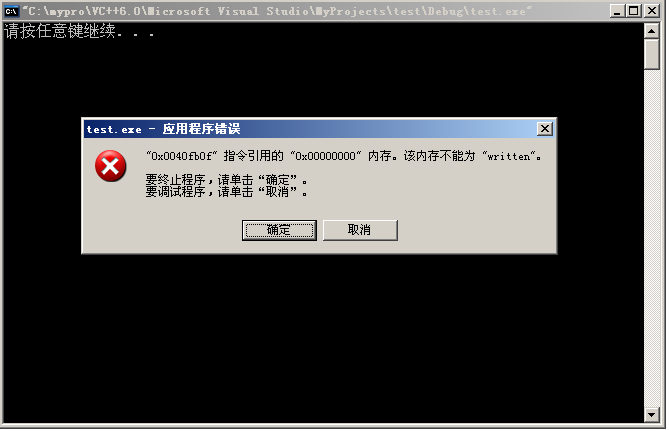 "C:\mypro\VC++6.0\Microsoft Visual Studio\MyProjects\test\Debug\test.exe"
请按任意键继续. . .
test.exe - 应用程序错误
"0x0040fb0f" 指令引用的 "0x00000000" 内存。该内存不能为 "written"。
要终止程序，请单击“确定”。
要调试程序，请单击“取消”。
确定
取消